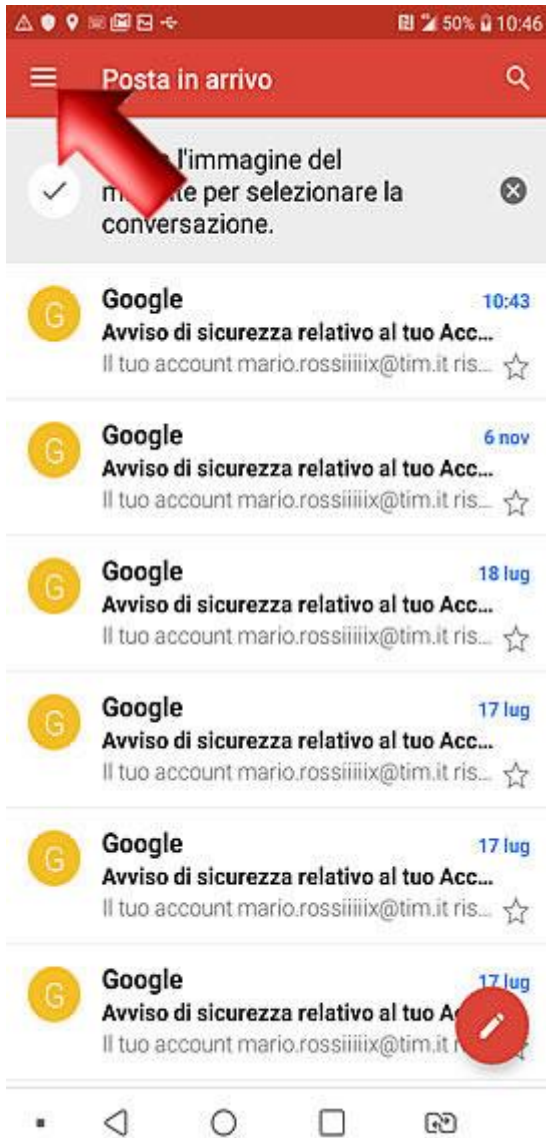 50% 10:46
Posta in arrivo
l'immagine del
per selezionare la
conversazione.
G Google 10:43
Avviso di sicurezza relativo al tuo Acc...
Il tuo account mario.rossiiiiix@tim.it ris...
G Google 6 nov
Avviso di sicurezza relativo al tuo Acc...
Il tuo account mario.rossiiiiix@tim.it ris...
G Google 18 lug
Avviso di sicurezza relativo al tuo Acc...
Il tuo account mario.rossiiiiix@tim.it ris...
G Google 17 lug
Avviso di sicurezza relativo al tuo Acc...
Il tuo account mario.rossiiiiix@tim.it ris...
G Google 17 lug
Avviso di sicurezza relativo al tuo Acc...
Il tuo account mario.rossiiiiix@tim.it ris...
G Google 17 lug
Avviso di sicurezza relativo al tuo
Il tuo account mario.rossiiiiix@tim.it